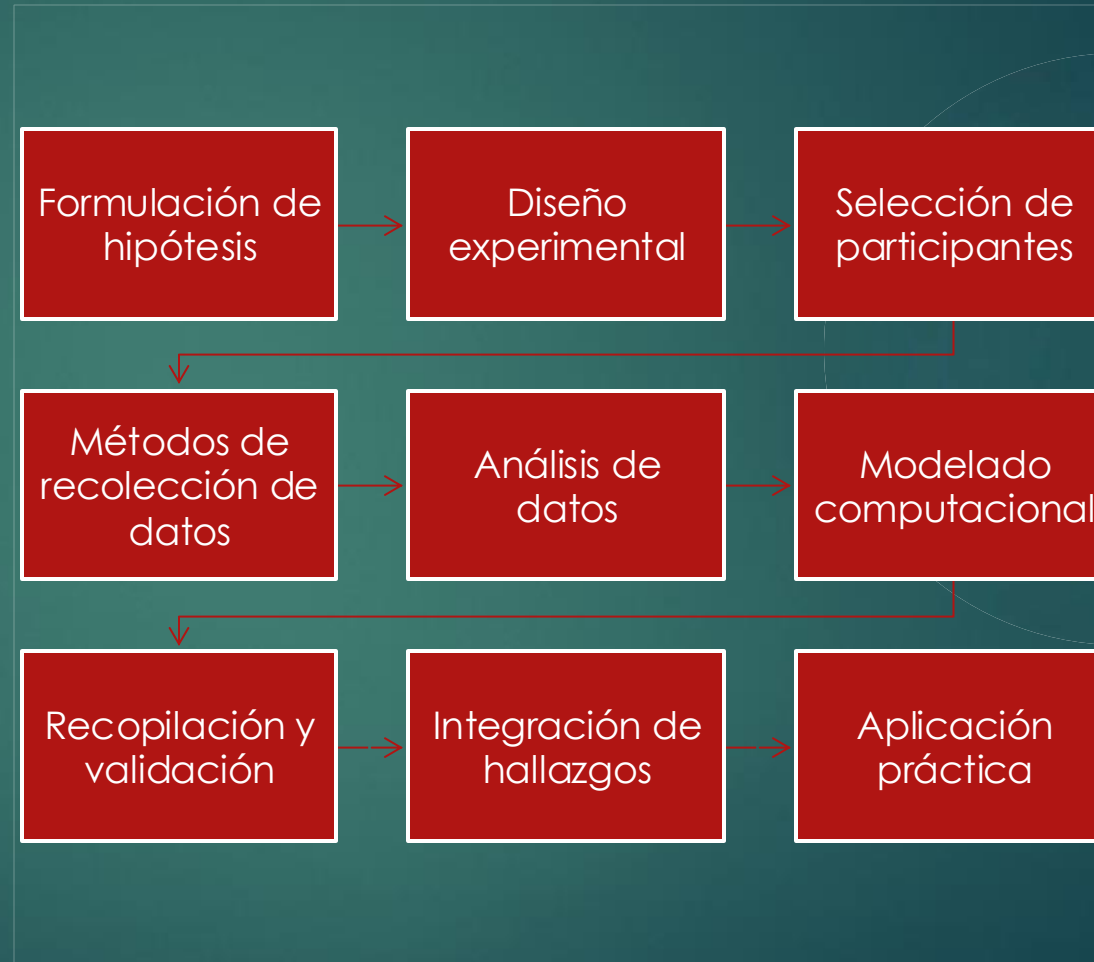 Formulación de
hipótesis
Diseño
experimental
Selección de
participantes
Métodos de
recolección de
datos
Análisis de
datos
Modelado
computacional
Recopilación y
validación
Integración de
hallazgos
Aplicación
práctica